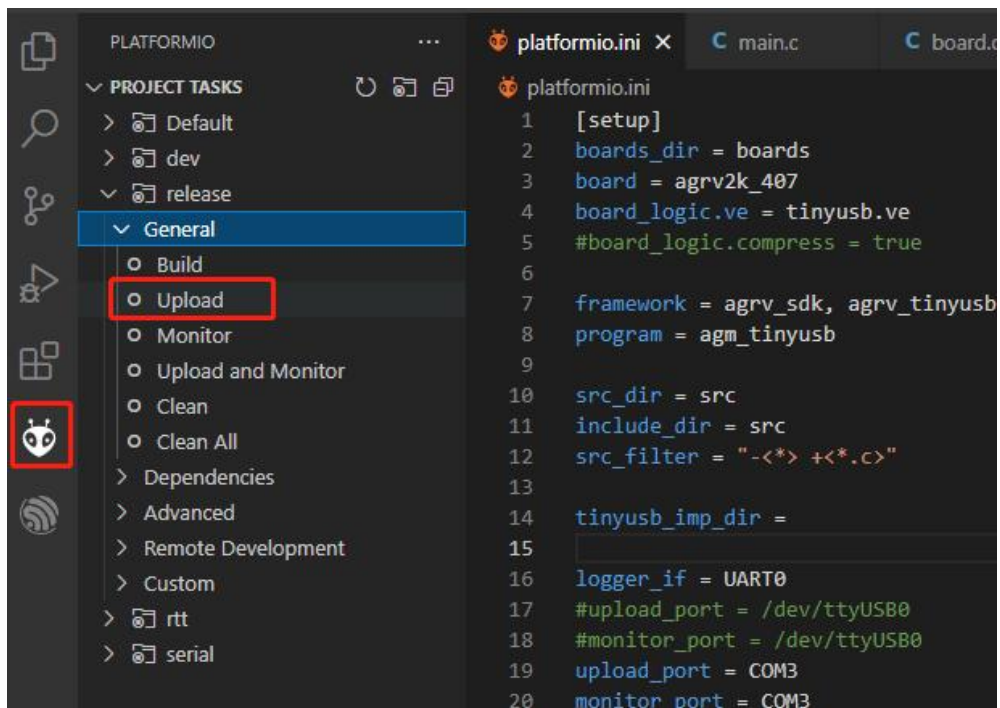 PLATFORMIO ...
PROJECT TASKS
Default
dev
release
General
Build
Upload
Monitor
Upload and Monitor
Clean
Clean All
Dependencies
Advanced
Remote Development
Custom
rtt
serial
platformio.ini × C main.c C board.c
platformio.ini
1 [setup]
2 boards_dir = boards
3 board = agrv2k_407
4 board_logic.ve = tinyusb.ve
5 #board_logic.compress = true
6
7 framework = agrv_sdk, agrv_tinyusb
8 program = agm_tinyusb
9
10 src_dir = src
11 include_dir = src
12 src_filter = "-<*> +<*.c>"
13
14 tinyusb_imp_dir =
15
16 logger_if = UART0
17 #upload_port = /dev/ttyUSB0
18 #monitor_port = /dev/ttyUSB0
19 upload_port = COM3
20 monitor_port = COM3